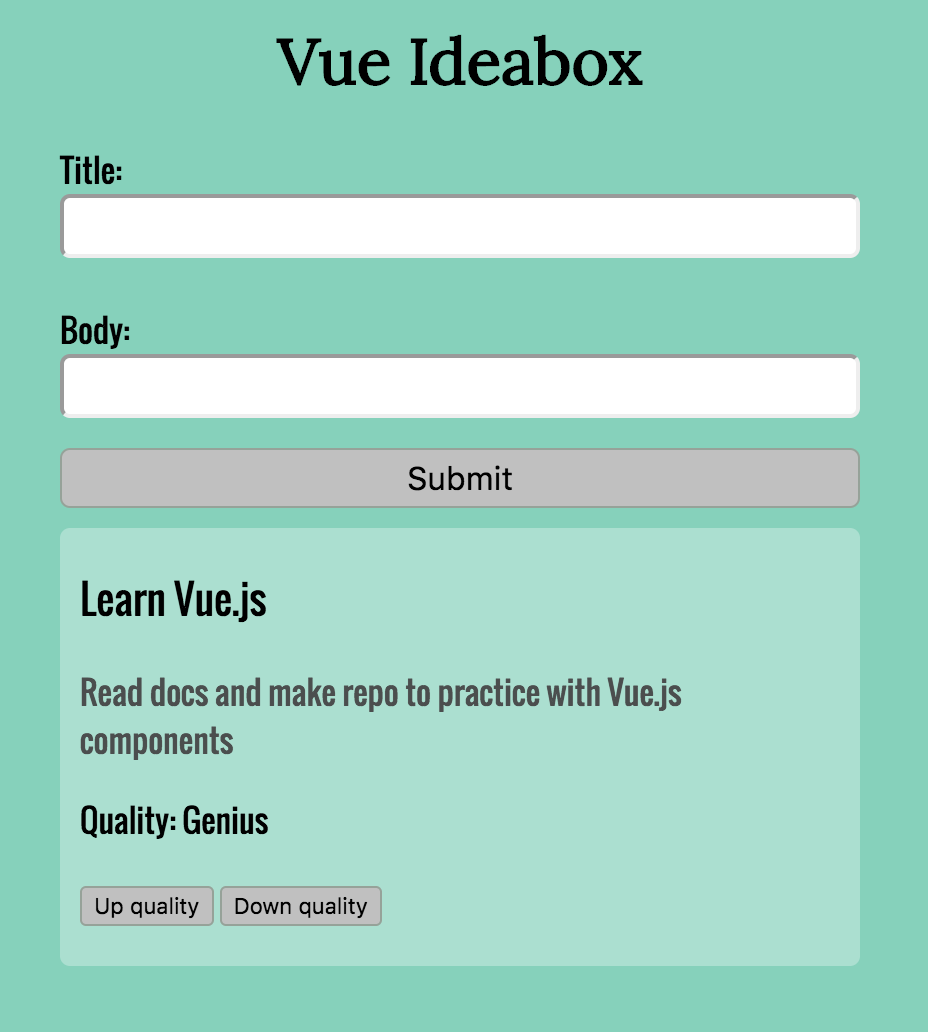 Vue Ideabox
Title:
Body:
Submit
Learn Vue.js
Read docs and make repo to practice with Vue.js
components
Quality: Genius
Up quality Down quality